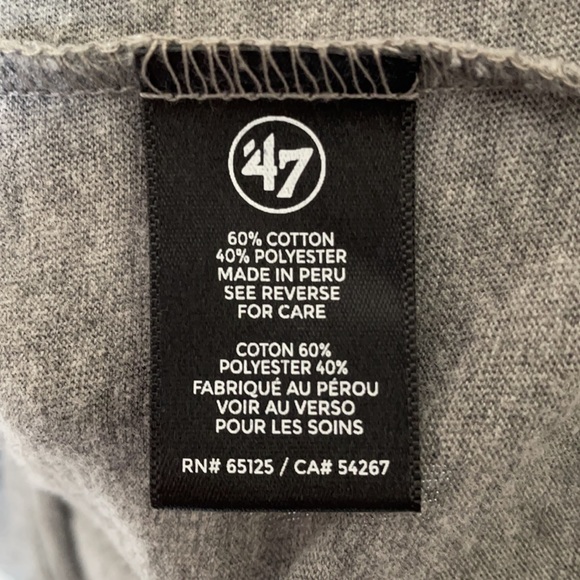 '47
60% COTTON
40% POLYESTER
MADE IN PERU
SEE REVERSE
FOR CARE
COTON 60%
POLYESTER 40%
FABRIQUÉ AU PÉROU
VOIR AU VERSO
POUR LES SOINS
RN# 65125 / CA# 54267